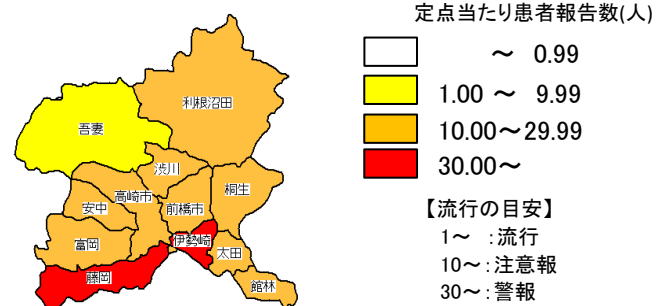 定点当たり患者報告数(人)
～ 0.99
1.00 ～ 9.99
10.00～29.99
30.00～
【流行の目安】
1～ ：流行
10～：注意報
30～：警報
利根沼田
吾妻
渋川
桐生
高崎市
安中
前橋市
伊勢崎
富岡
太田
藤岡
館林